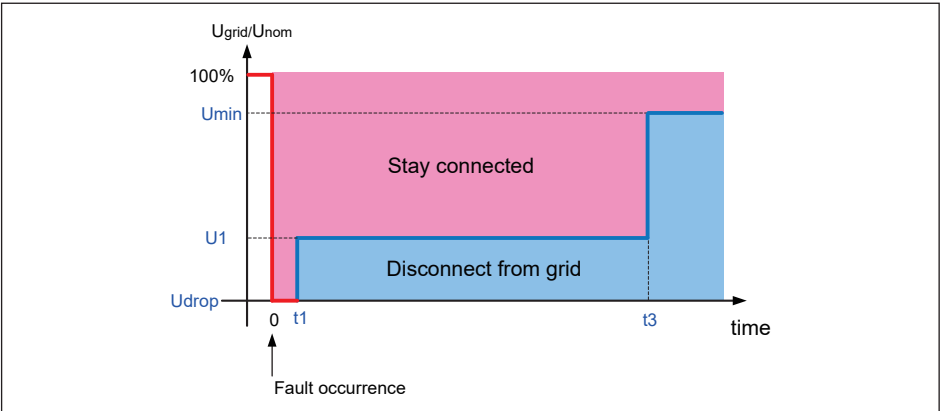 Ugrid/Unom
100%
Umin
Stay connected
U1
Disconnect from grid
Udrop
0
t1
t3
time
Fault occurrence